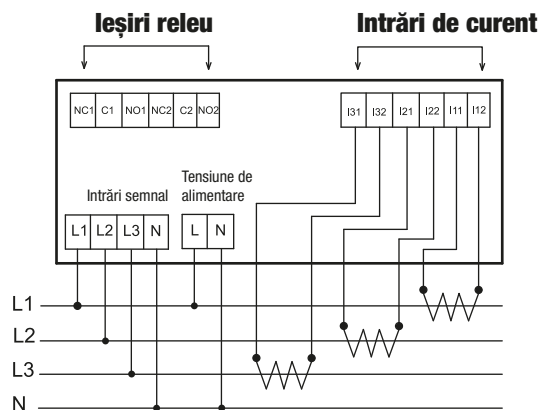 Ieșiri releu Intrări de curent
NC1 C1 NO1 NC2 C2 NO2 I31 I32 I21 I22 I11 I12
Tensiune de
Intrări semnal alimentare
L1 L2 L3 N L N
L1
L2
L3
N